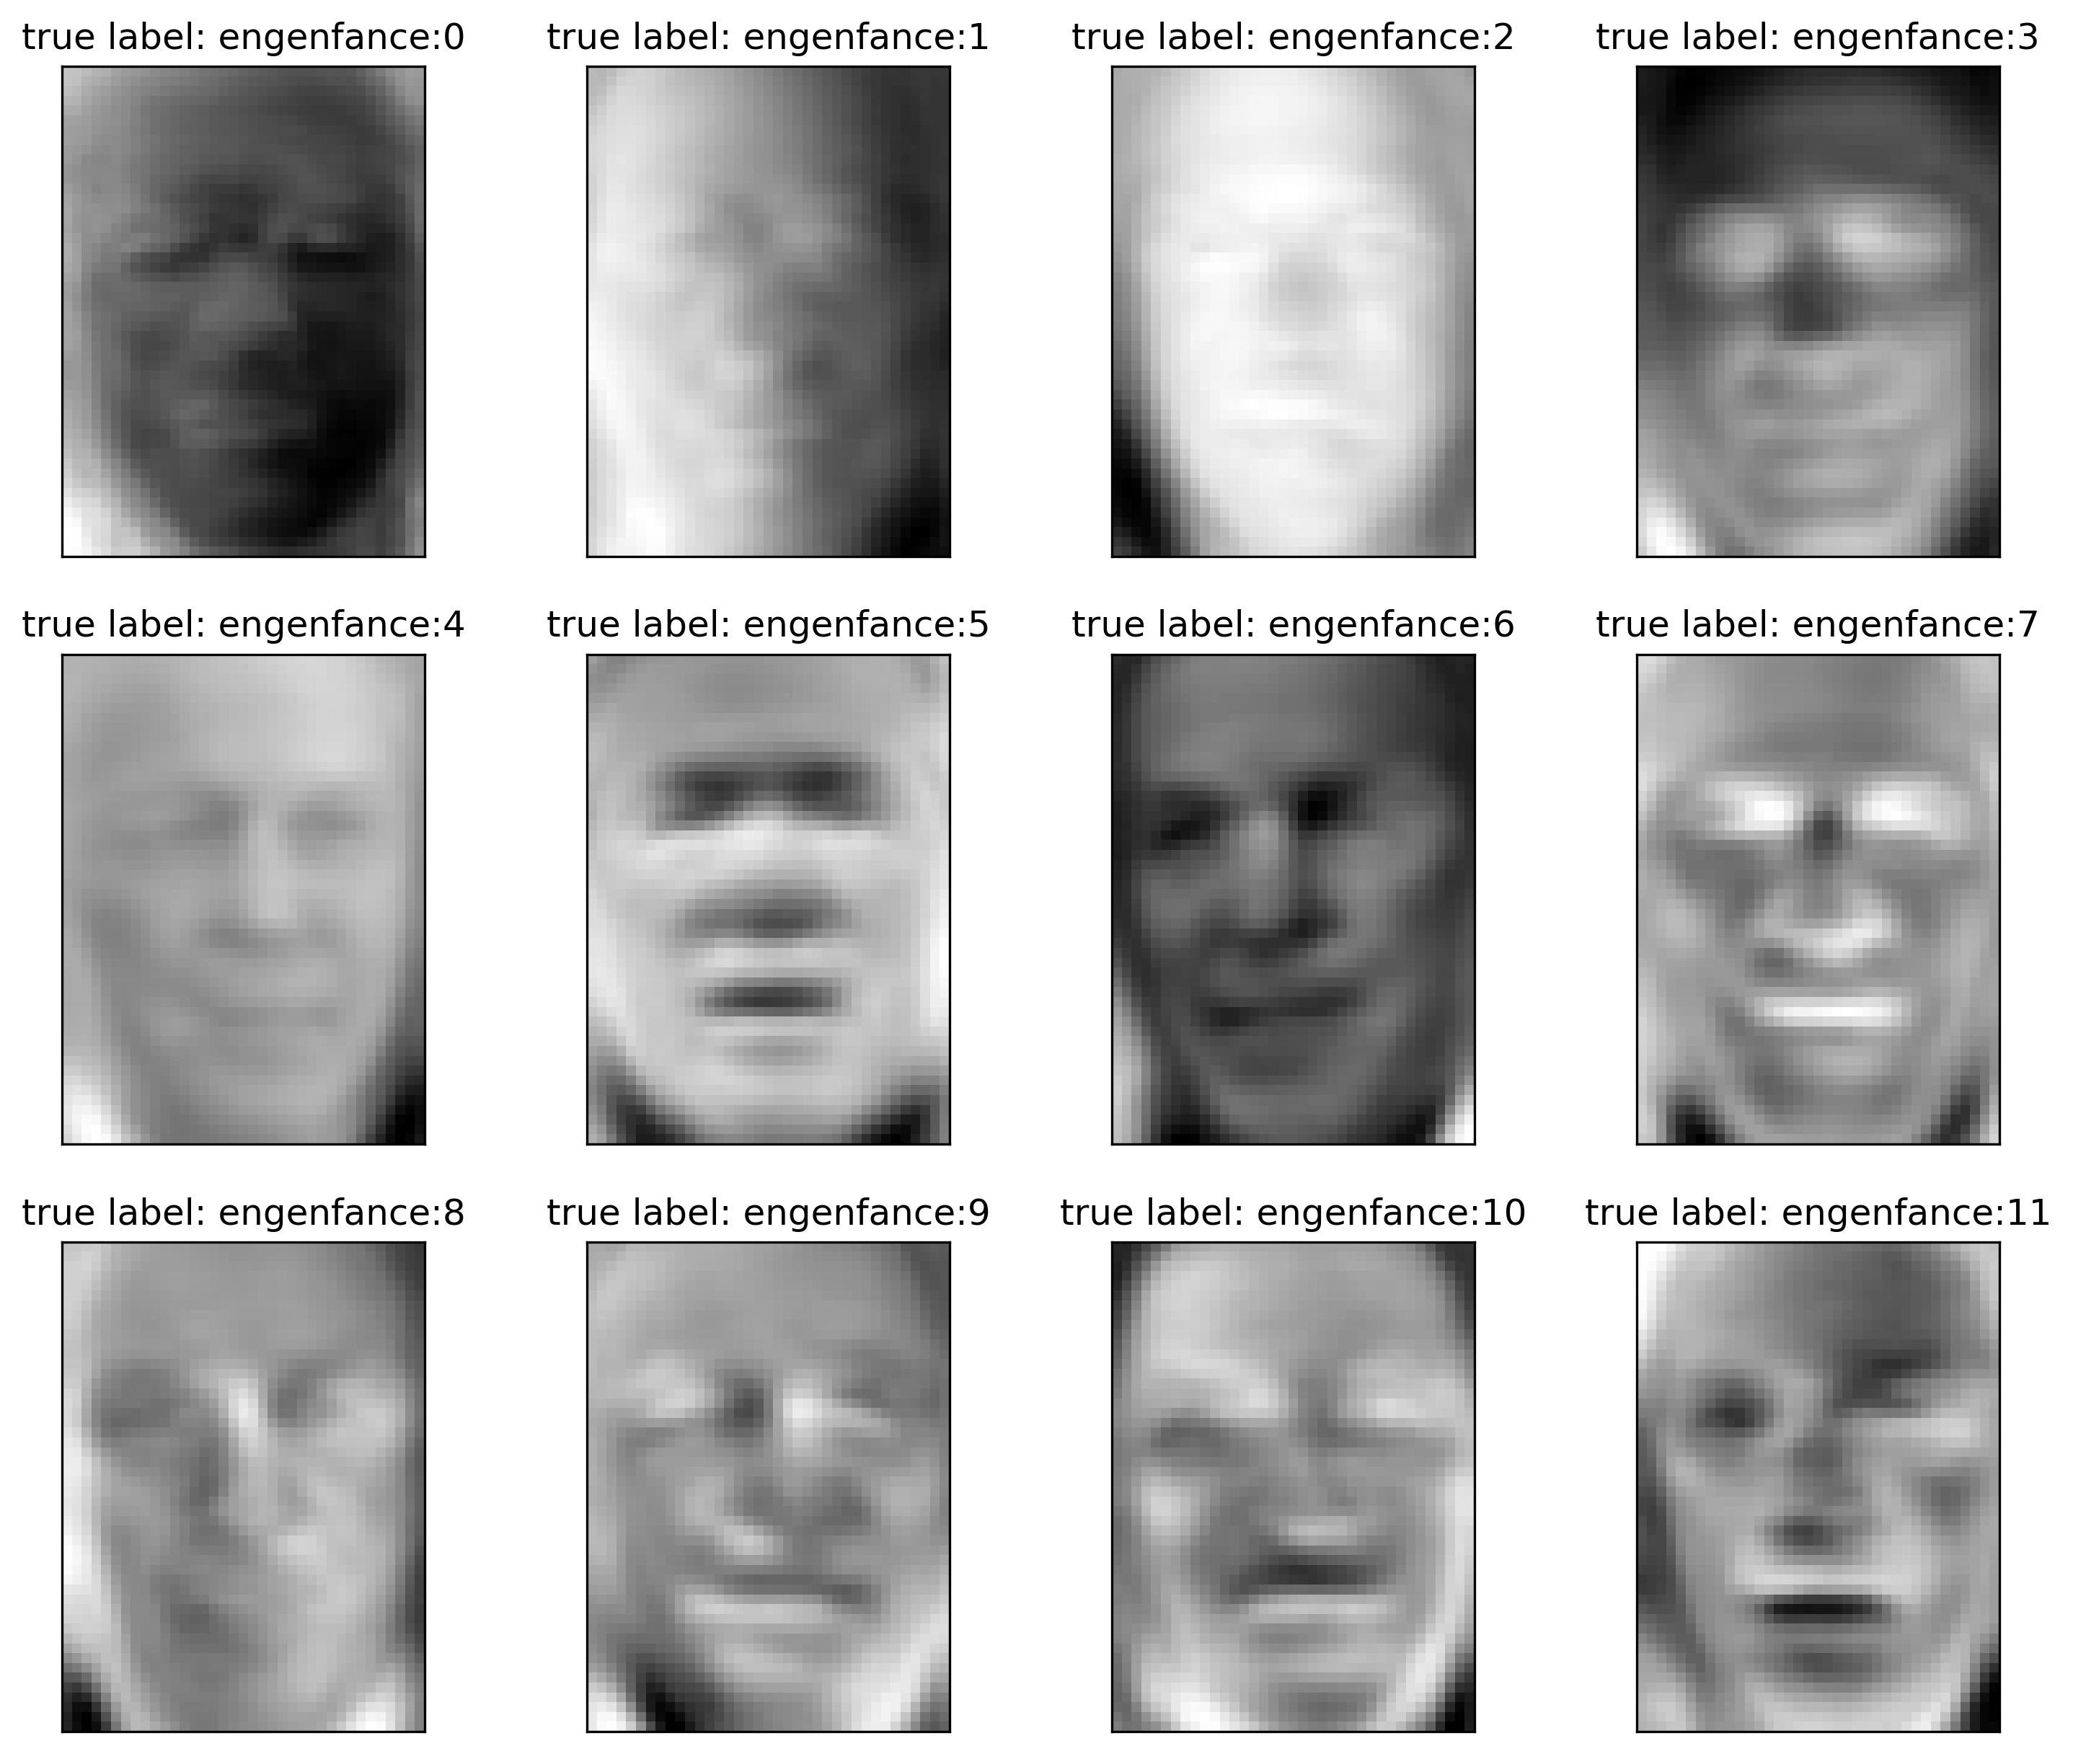 true label: engenfance:0 true label: engenfance:1 true label: engenfance:2 true label: engenfance:3
true label: engenfance:4 true label: engenfance:5 true label: engenfance:6 true label: engenfance:7
true label: engenfance:8 true label: engenfance:9 true label: engenfance:10 true label: engenfance:11